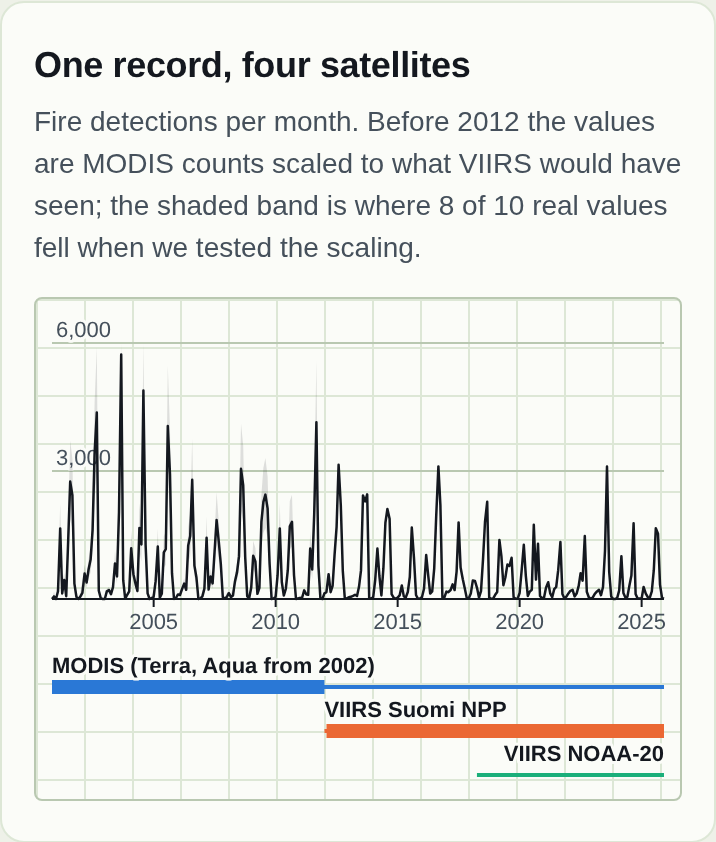 One record, four satellites
Fire detections per month. Before 2012 the values
are MODIS counts scaled to what VIIRS would have
seen; the shaded band is where 8 of 10 real values
fell when we tested the scaling.
6,000
3,000
2005 2010 2015 2020 2025
MODIS (Terra, Aqua from 2002)
VIIRS Suomi NPP
VIIRS NOAA-20